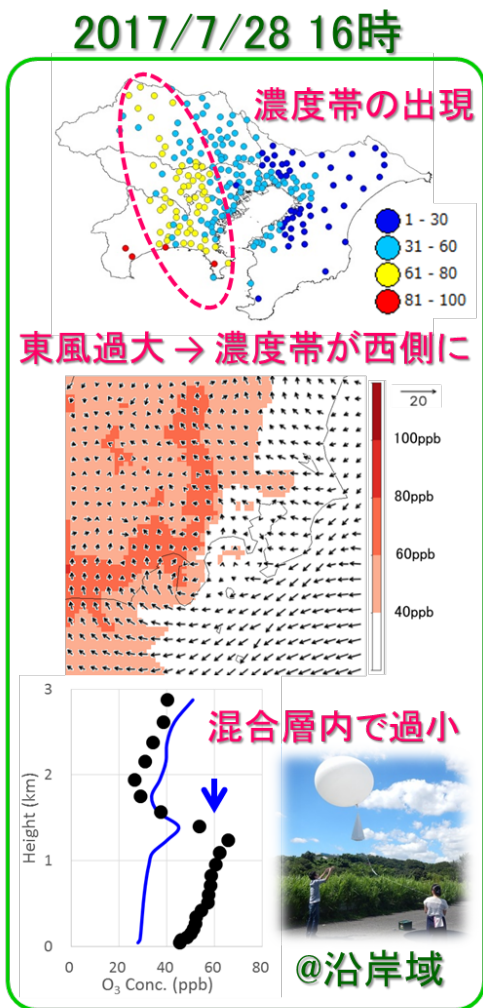 2017/7/28 16時
濃度帯の出現
1 - 30
31 - 60
61 - 80
81 - 100
東風過大 → 濃度帯が西側に
20
100ppb
80ppb
60ppb
40ppb
混合層内で過小
3
2
1
0
Height (km)
0 20 40 60 80
O₃ Conc. (ppb)
@沿岸域